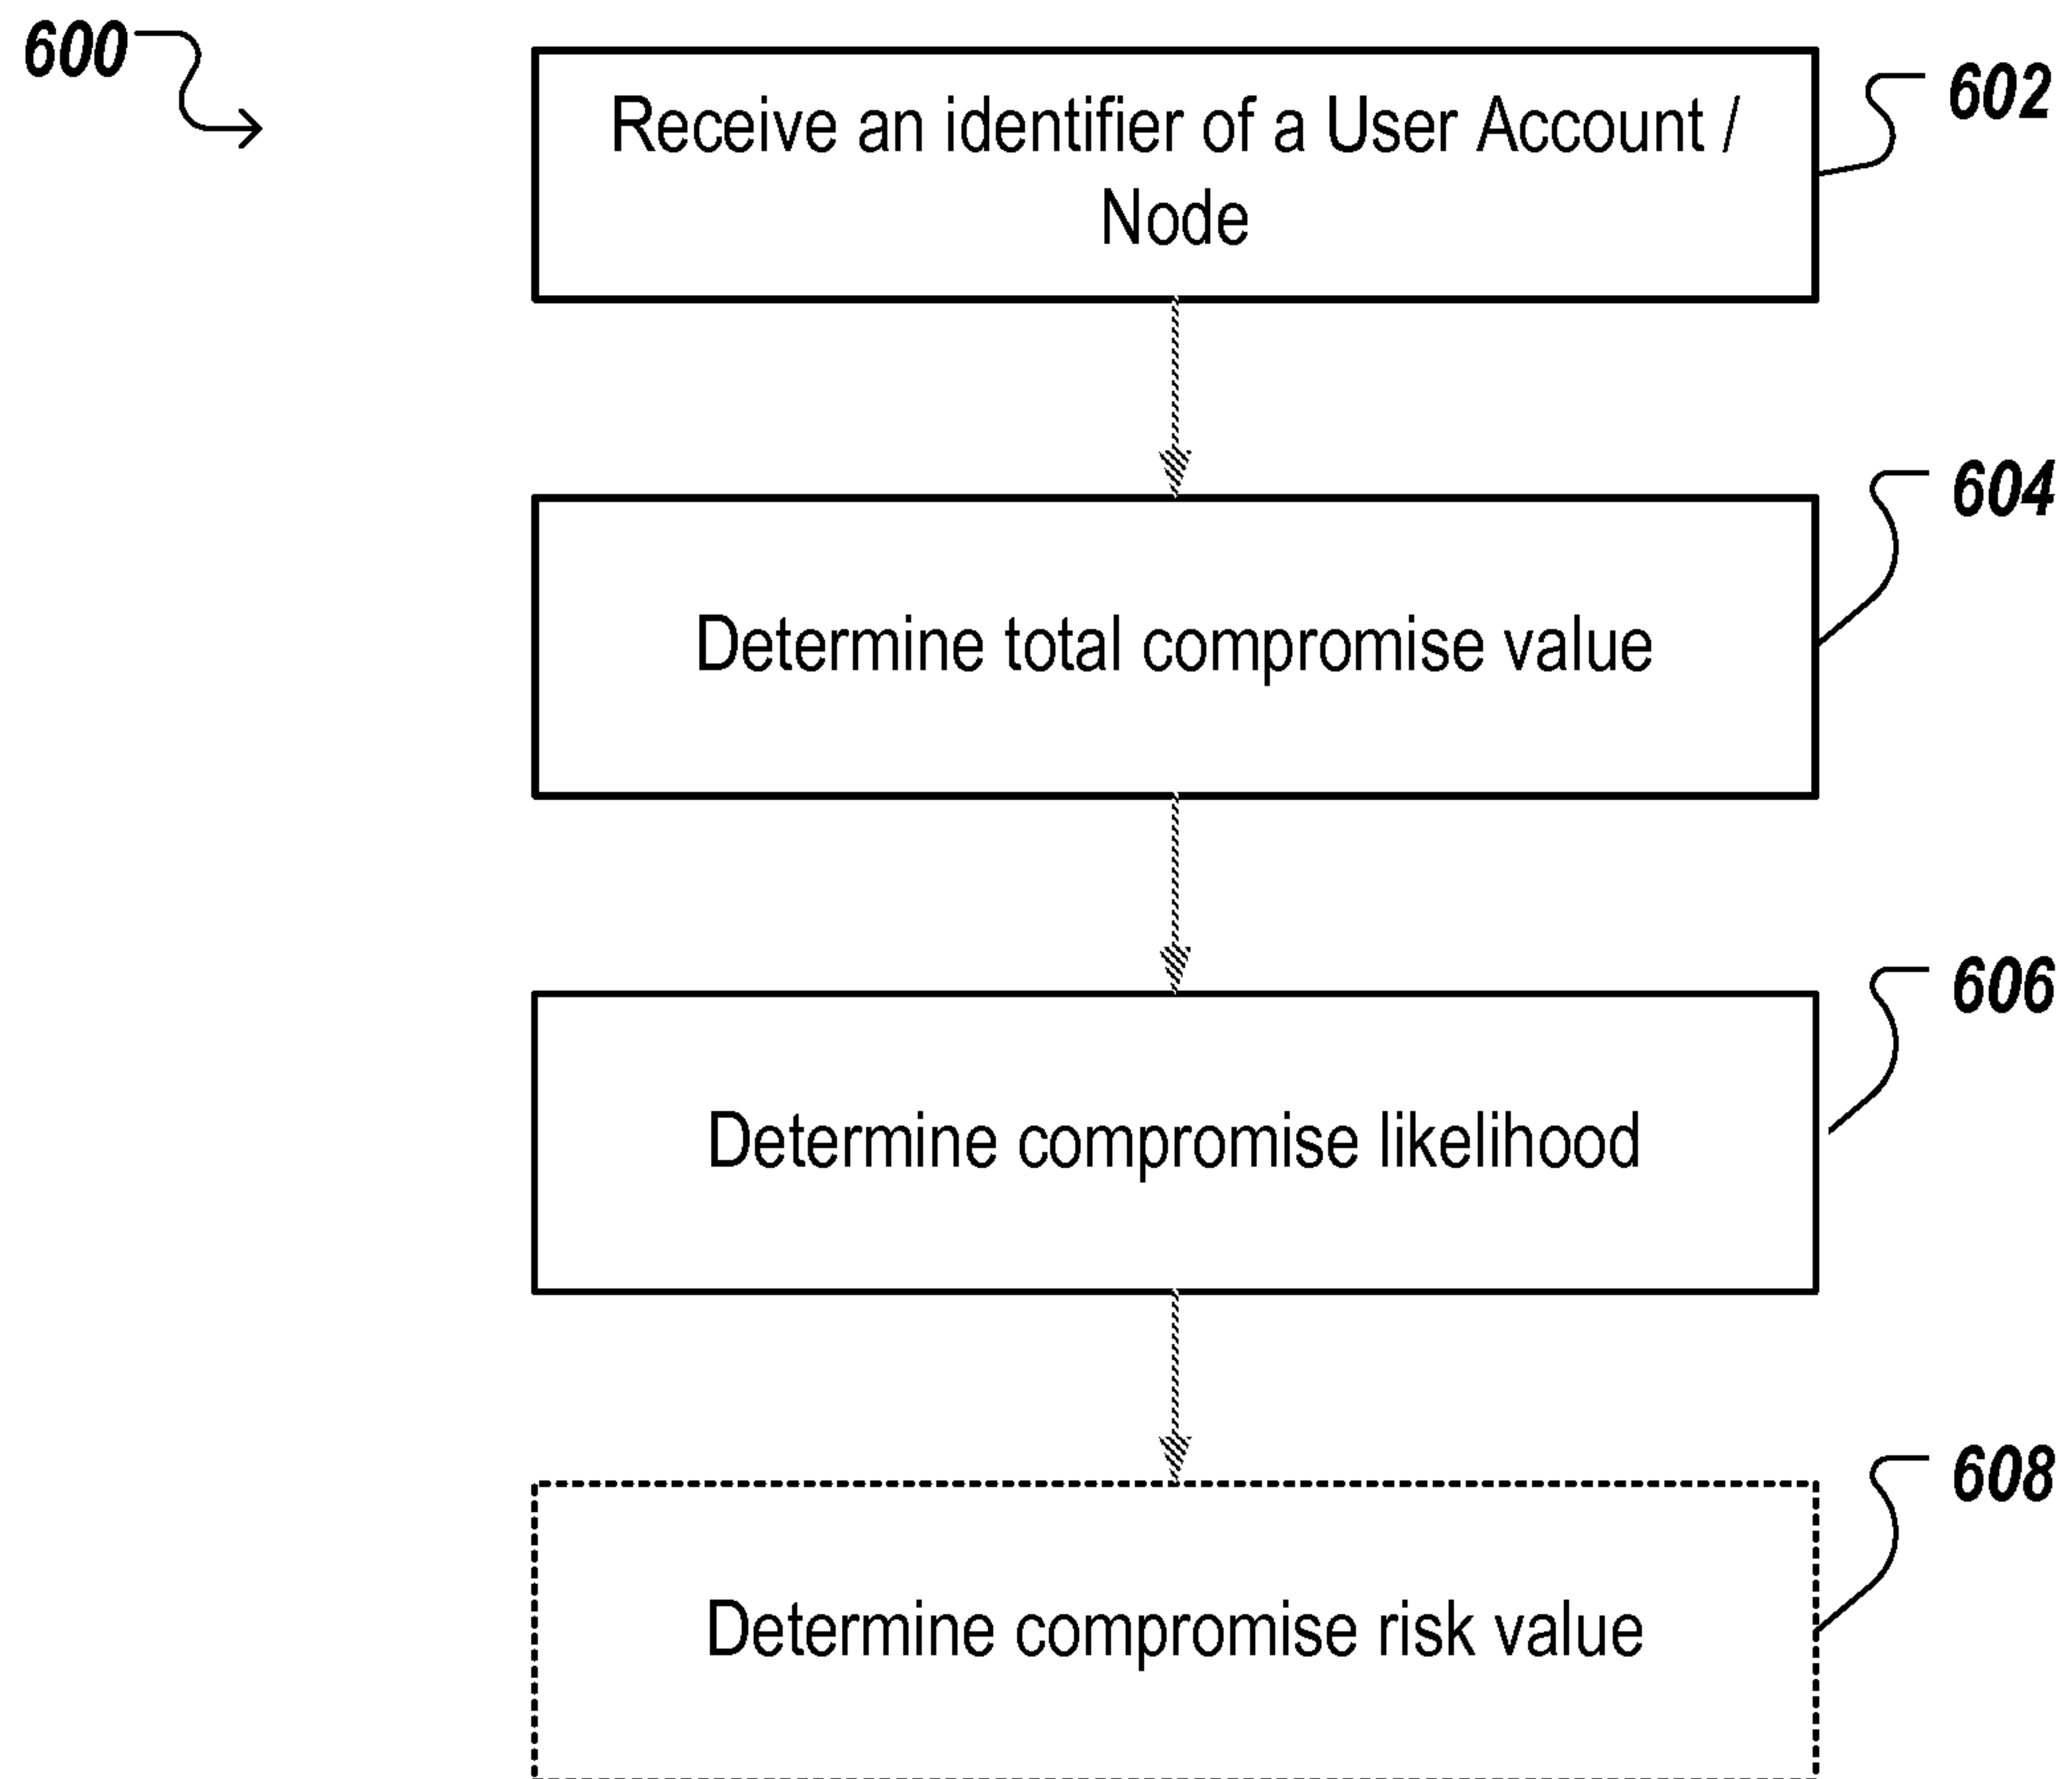 600
Receive an identifier of a User Account /
Node
602
Determine total compromise value
604
Determine compromise likelihood
606
Determine compromise risk value
608